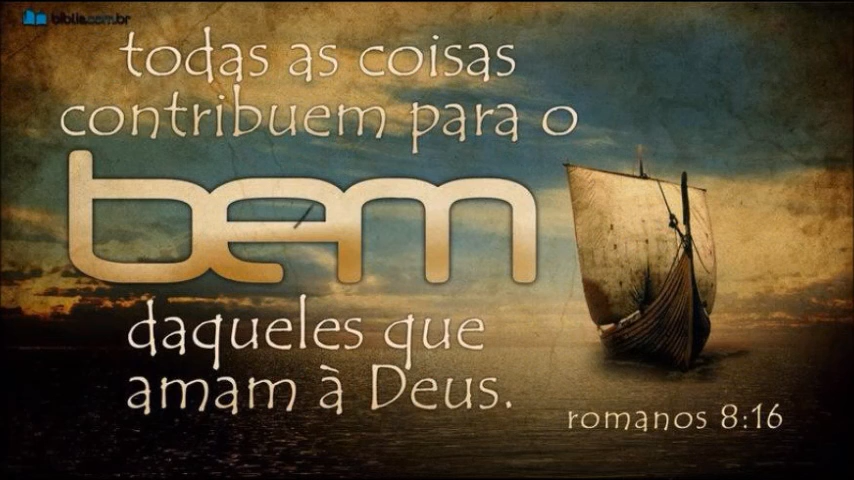 biblia.com.br
todas as coisas
contribuem para o
bem
daqueles que
amam à Deus.
romanos 8:16